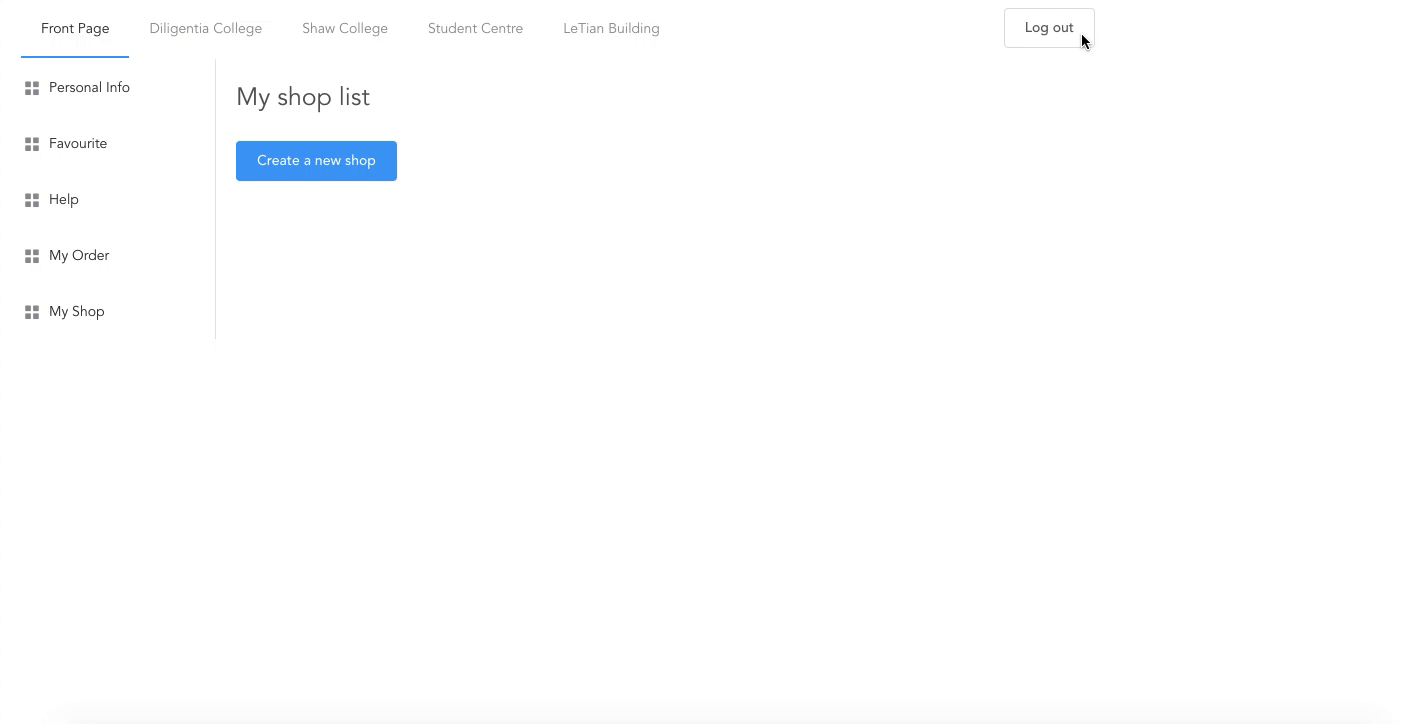 Front Page
Diligentia College
Shaw College
Student Centre
LeTian Building
Log out
Personal Info
Favourite
Help
My Order
My Shop
My shop list
Create a new shop